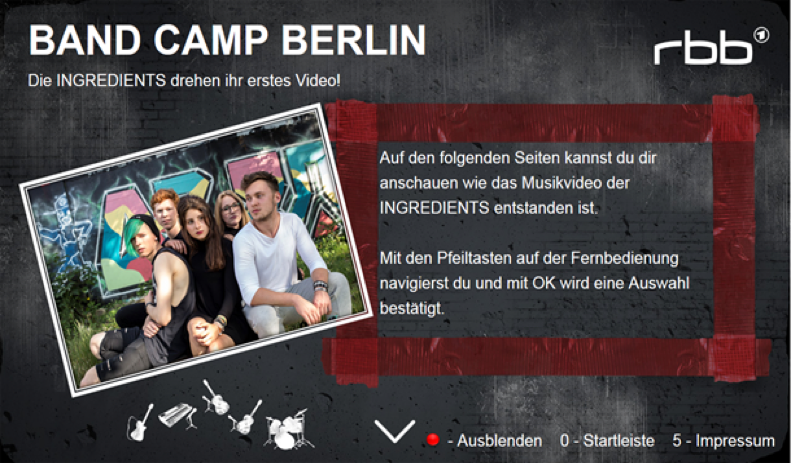 BAND CAMP BERLIN
rbb
Die INGREDIENTS drehen ihr erstes Video!
Auf den folgenden Seiten kannst du dir
anschauen wie das Musikvideo der
INGREDIENTS entstanden ist.
Mit den Pfeiltasten auf der Fernbedienung
navigierst du und mit OK wird eine Auswahl
bestätigt.
- Ausblenden 0 - Startleiste 5 - Impressum